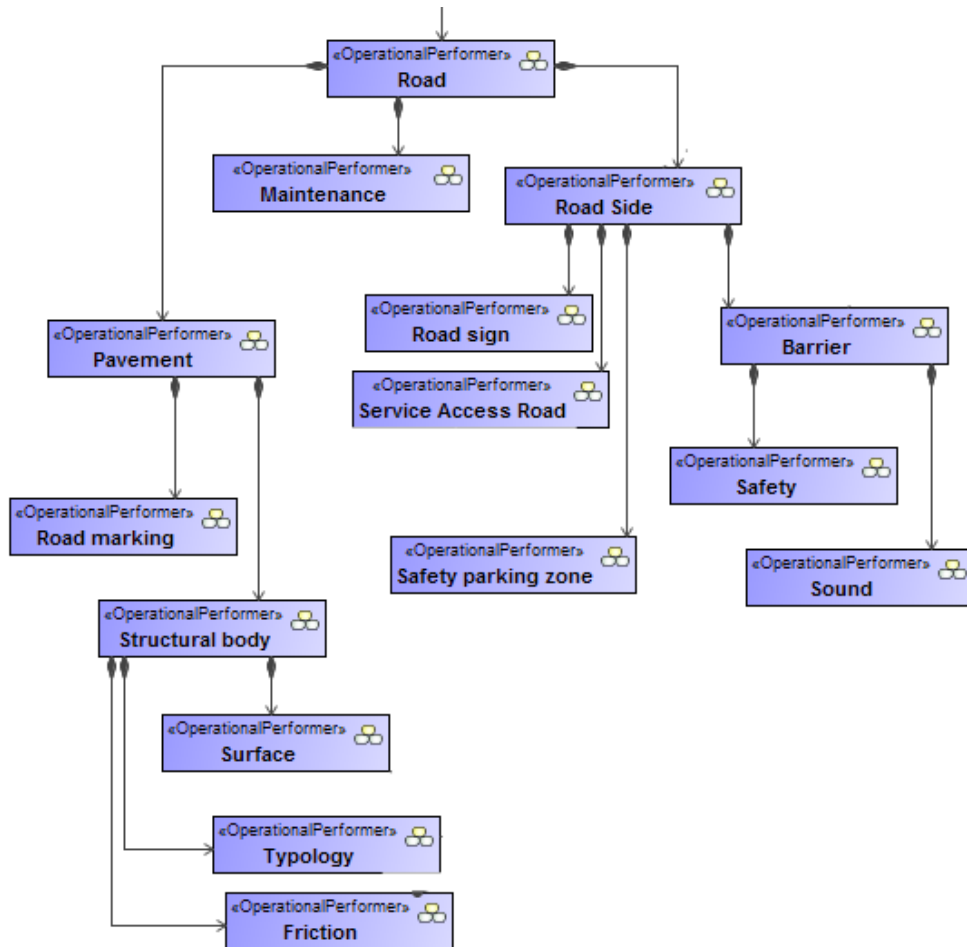 «OperationalPerformer»
Road
«OperationalPerformer»
Maintenance
«OperationalPerformer»
Road Side
«OperationalPerformer»
Road sign
«OperationalPerformer»
Barrier
«OperationalPerformer»
Pavement
«OperationalPerformer»
Service Access Road
«OperationalPerformer»
Safety
«OperationalPerformer»
Road marking
«OperationalPerformer»
Safety parking zone
«OperationalPerformer»
Sound
«OperationalPerformer»
Structural body
«OperationalPerformer»
Surface
«OperationalPerformer»
Typology
«OperationalPerformer»
Friction